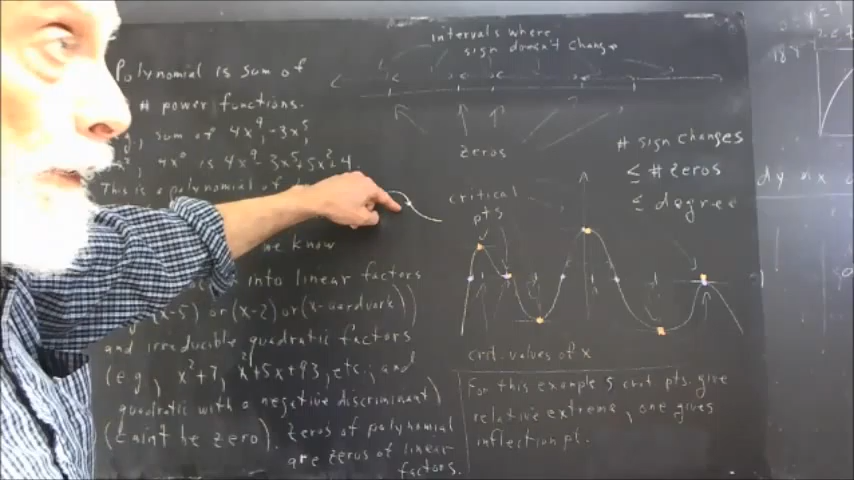 Polynomial is sum of
# power functions.
sum of 4x⁹, -3x⁵,
4x⁰ is 4x⁹ - 3x⁵ + 5x² + 4.
This is a polynomial of
we know
into linear factors
(x-5) or (x-2) or (x-aardvark))
and irreducible quadratic factors
(e.g, x²+7, x²+5x+93, etc; and
quadratic with a negative discriminant)
(Caint be zero). Zeros of polynomial
are zeros of linear
factors.
intervals where
sign doesn't change
zeros
# sign changes
≤ # zeros
≤ degree
critical
pts
crit. values of x
For this example 5 crit pts. give
relative extrema, one gives
inflection pt.
dy dx